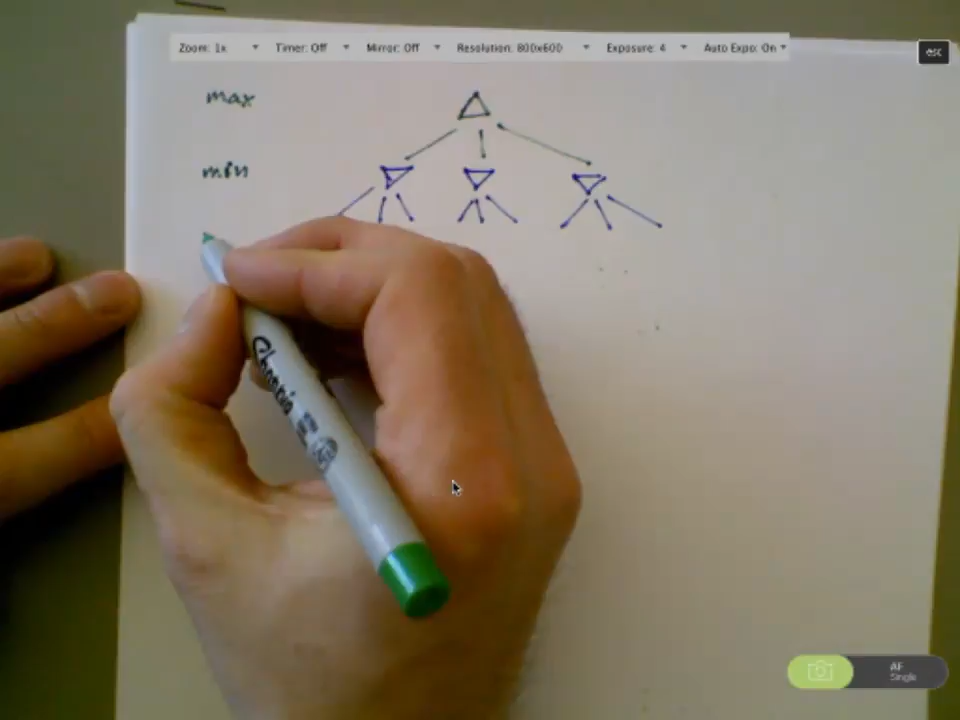 Zoom: 1x Timer: Off Mirror: Off Resolution: 800x600 Exposure: 4 Auto Expo: On
esc
max
min
AF
Single